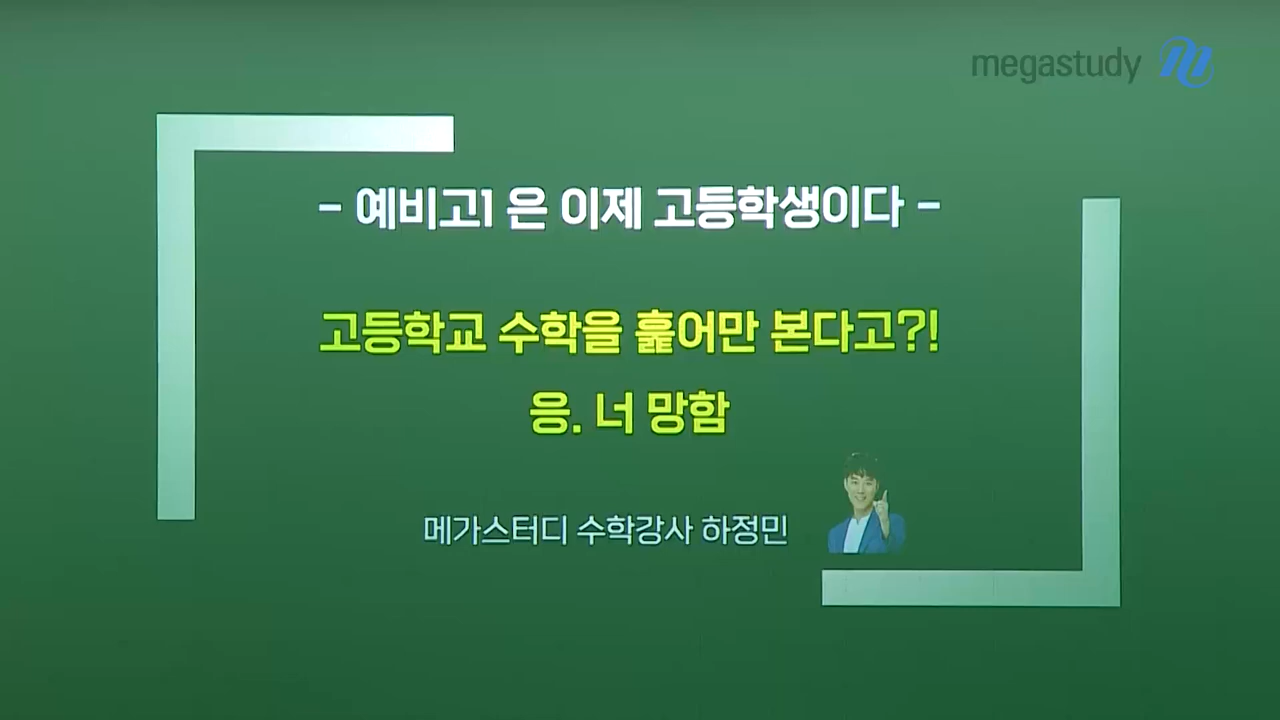 megastudy
- 예비고1 은 이제 고등학생이다 -
고등학교 수학을 훑어만 본다고?!
응. 너 망함
메가스터디 수학강사 하정민